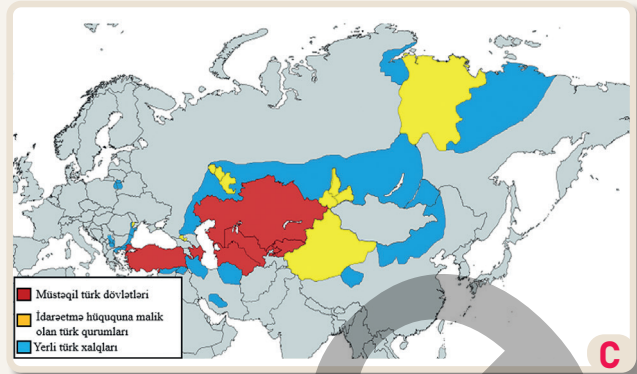 Müstəqil türk dövlətləri
İdarəetmə hüququna malik
olan türk qurumları
Yerli türk xalqları
C